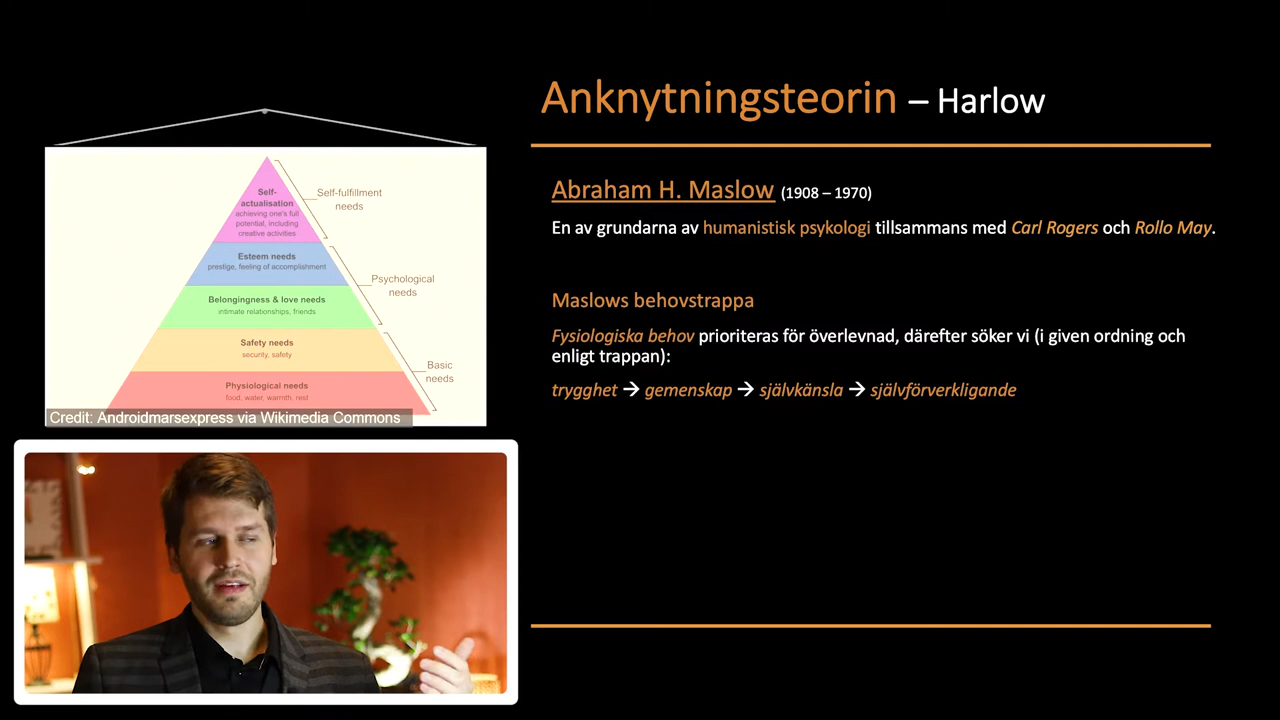 Anknytningsteorin – Harlow
Abraham H. Maslow (1908 – 1970)
En av grundarna av humanistisk psykologi tillsammans med Carl Rogers och Rollo May.
Maslows behovstrappa
Fysiologiska behov prioriteras för överlevnad, därefter söker vi (i given ordning och
enligt trappan):
trygghet → gemenskap → självkänsla → självförverkligande
Self-
actualisation
achieving one's full
potential, including
creative activities
Self-fulfillment
needs
Esteem needs
prestige, feeling of accomplishment
Psychological
needs
Belongingness & love needs
intimate relationships, friends
Safety needs
security, safety
Basic
needs
Physiological needs
food, water, warmth, rest
Credit: Androidmarsexpress via Wikimedia Commons